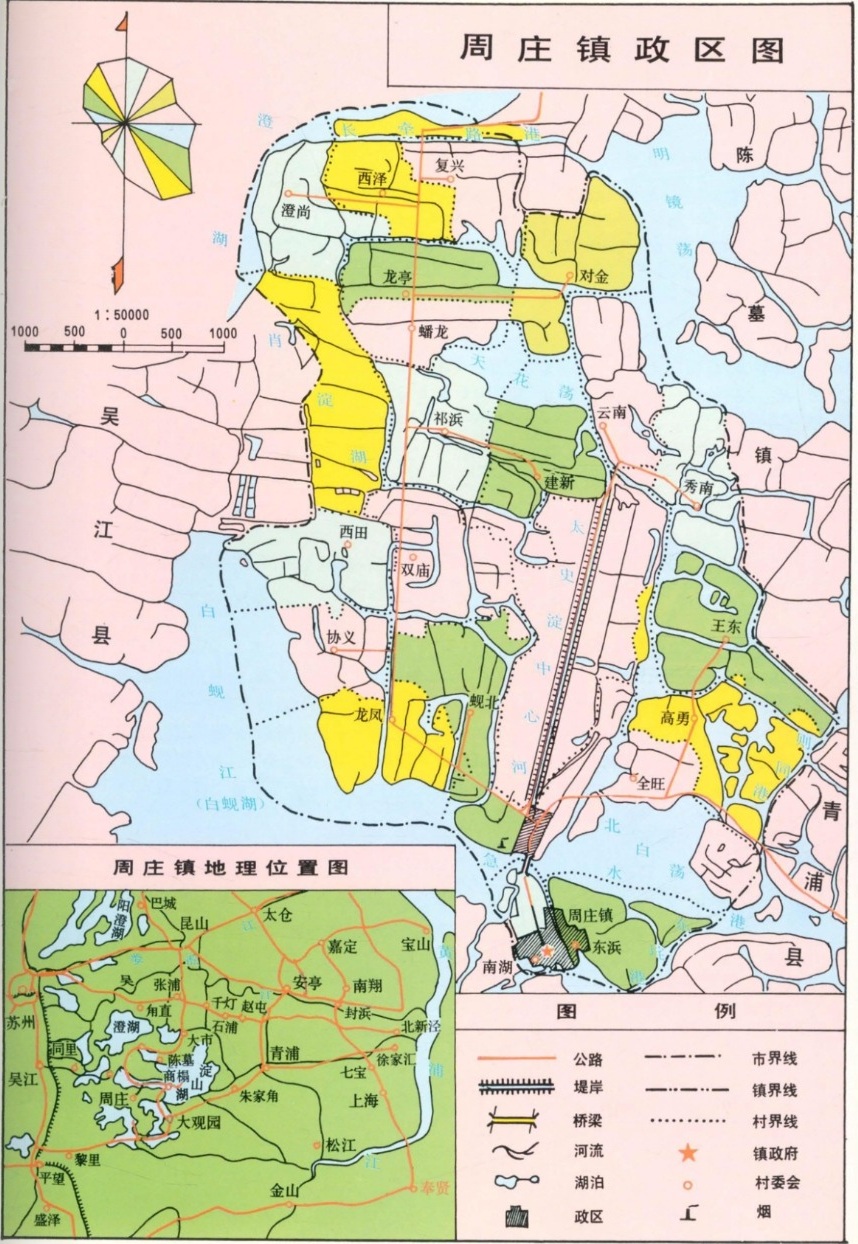 周庄镇政区图
1:50000
1000 500 0 500 1000
澄
湖
长牵路港
明
镜
荡
陈
墓
镇
复兴
西泽
澄尚
龙亭
对金
蟠龙
肖
淀
湖
天花荡
吴
江
县
祁浜
云南
建新
秀南
西田
双庙
太
史
淀
中
心
河
白
蚬
江
(白蚬湖)
协义
王东
龙凤
蚬北
高勇
全旺
急
北白荡
水
港
青
浦
县
周庄镇
东浜
南湖
周庄镇地理位置图
阳澄湖
巴城
昆山
太仓
嘉定
宝山
黄
浦
江
张浦
安亭
南翔
苏州
甪直
千灯
赵屯
封浜
石浦
北新泾
澄湖
大市
同里
青浦
徐家汇
陈墓
七宝
吴江
商榻
淀山湖
周庄
朱家角
上海
大观园
松江
黎里
平望
金山
奉贤
盛泽
图例
公路
市界线
堤岸
镇界线
桥梁
村界线
河流
镇政府
湖泊
村委会
政区
烟